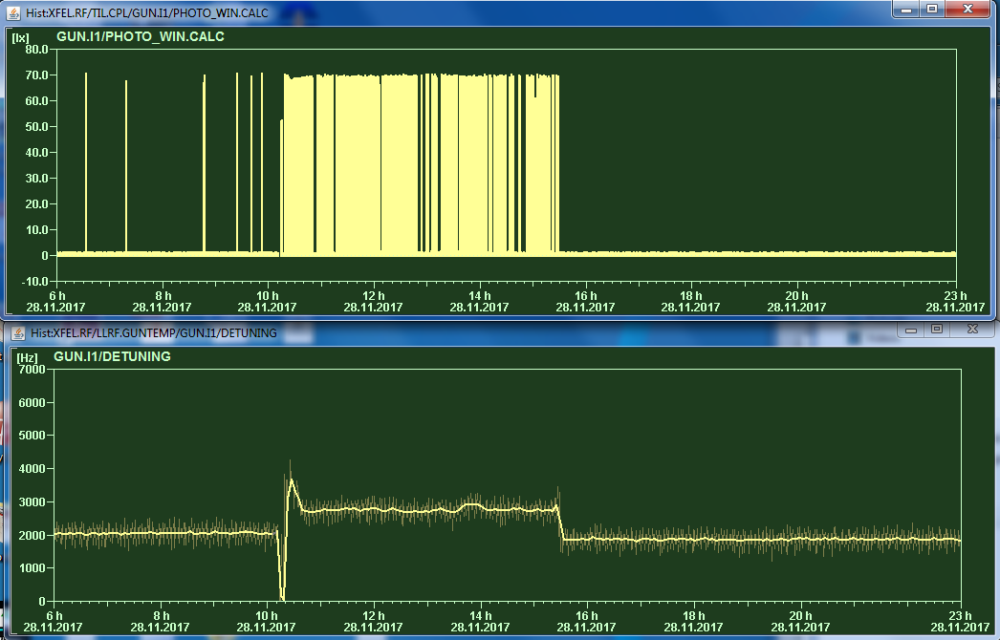 Hist:XFEL.RF/TIL.CPL/GUN.I1/PHOTO_WIN.CALC
[lx] GUN.I1/PHOTO_WIN.CALC
80.0
70.0
60.0
50.0
40.0
30.0
20.0
10.0
0
-10.0
6 h 8 h 10 h 12 h 14 h 16 h 18 h 20 h 23 h
28.11.2017 28.11.2017 28.11.2017 28.11.2017 28.11.2017 28.11.2017 28.11.2017 28.11.2017 28.11.2017
Hist:XFEL.RF/LLRF.GUNTEMP/GUN.I1/DETUNING
[Hz] GUN.I1/DETUNING
7000
6000
5000
4000
3000
2000
1000
0
6 h 8 h 10 h 12 h 14 h 16 h 18 h 20 h 23 h
28.11.2017 28.11.2017 28.11.2017 28.11.2017 28.11.2017 28.11.2017 28.11.2017 28.11.2017 28.11.2017